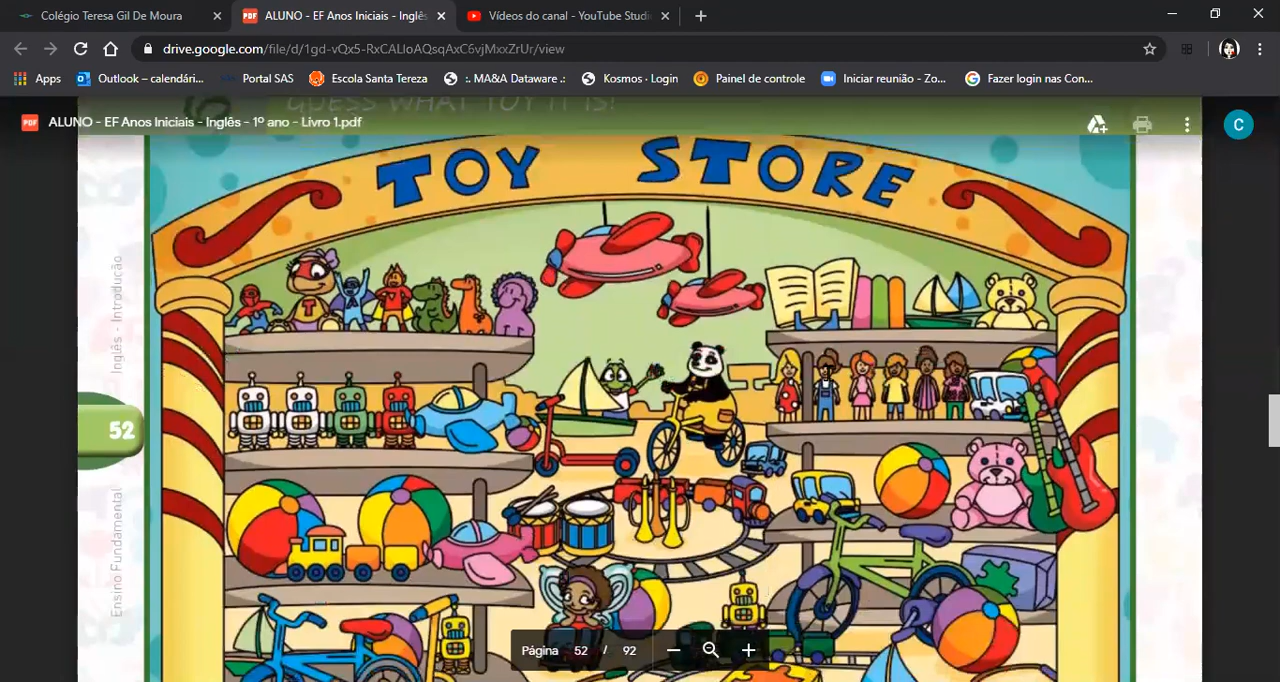 Colégio Teresa Gil De Moura
ALUNO - EF Anos Iniciais - Inglês
Vídeos do canal - YouTube Studi
drive.google.com/file/d/1gd-vQx5-RxCALIoAQsqAxC6vjMxxZrUr/view
Apps
Outlook – calendári...
Portal SAS
Escola Santa Tereza
:. MA&A Dataware .:
Kosmos · Login
Painel de controle
Iniciar reunião - Zo...
Fazer login nas Con...
GUESS WHAT TOY IT IS!
PDF ALUNO - EF Anos Iniciais - Inglês - 1º ano - Livro 1.pdf
C
TOY STORE
T
Inglês - Introdução
52
Ensino Fundamental
Página 52 / 92